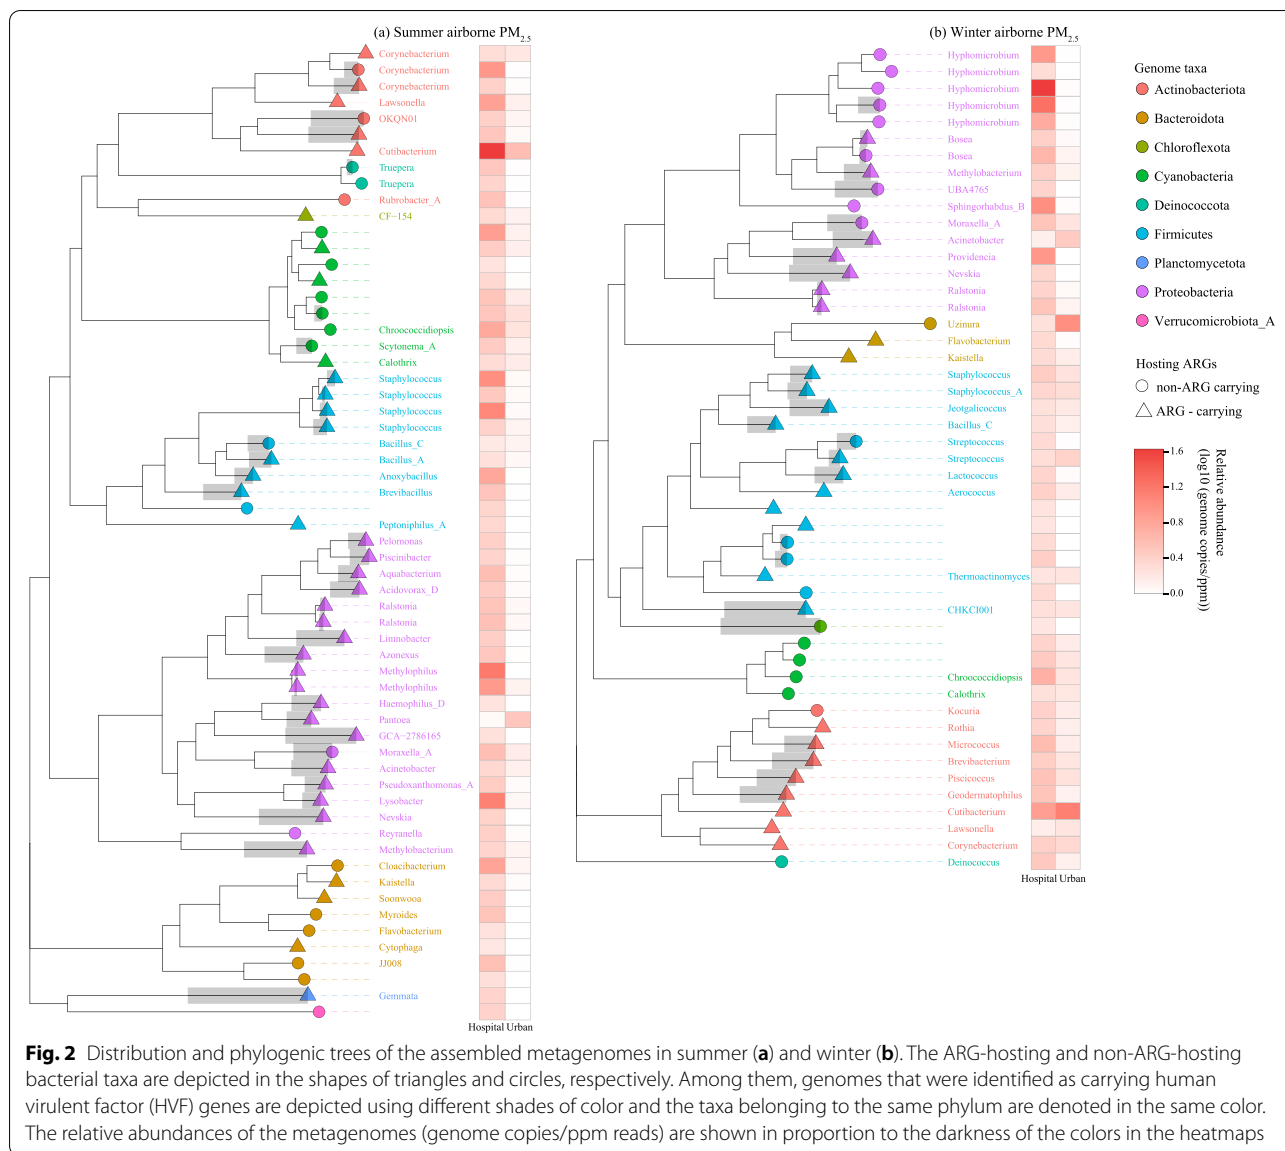 (a) Summer airborne PM2.5
Corynebacterium
Corynebacterium
Corynebacterium
Lawsonella
OKQN01
Cutibacterium
Truepera
Truepera
Rubrobacter_A
CF-154
Chroococcidiopsis
Scytonema_A
Calothrix
Staphylococcus
Staphylococcus
Staphylococcus
Staphylococcus
Bacillus_C
Bacillus_A
Anoxybacillus
Brevibacillus
Peptoniphilus_A
Pelomonas
Piscinibacter
Aquabacterium
Acidovorax_D
Ralstonia
Ralstonia
Limnobacter
Azonexus
Methylophilus
Methylophilus
Haemophilus_D
Pantoea
GCA-2786165
Moraxella_A
Acinetobacter
Pseudoxanthomonas_A
Lysobacter
Nevskia
Reyranella
Methylobacterium
Cloacibacterium
Kaistella
Soonwooa
Myroides
Flavobacterium
Cytophaga
JJ008
Gemmata
Hospital Urban
(b) Winter airborne PM2.5
Hyphomicrobium
Hyphomicrobium
Hyphomicrobium
Hyphomicrobium
Hyphomicrobium
Bosea
Bosea
Methylobacterium
UBA4765
Sphingorhabdus_B
Moraxella_A
Acinetobacter
Providencia
Nevskia
Ralstonia
Ralstonia
Uzinura
Flavobacterium
Kaistella
Staphylococcus
Staphylococcus_A
Jeotgalicoccus
Bacillus_C
Streptococcus
Streptococcus
Lactococcus
Aerococcus
Thermoactinomyces
CHKCI001
Chroococcidiopsis
Calothrix
Kocuria
Rothia
Micrococcus
Brevibacterium
Piscicoccus
Geodermatophilus
Cutibacterium
Lawsonella
Corynebacterium
Deinococcus
Hospital Urban
Genome taxa
Actinobacteriota
Bacteroidota
Chloroflexota
Cyanobacteria
Deinococcota
Firmicutes
Planctomycetota
Proteobacteria
Verrucomicrobiota_A
Hosting ARGs
non-ARG carrying
ARG - carrying
1.6
1.2
0.8
0.4
0.0
Relative abundance
(log10 (genome copies/ppm))
Fig. 2 Distribution and phylogenic trees of the assembled metagenomes in summer (a) and winter (b). The ARG-hosting and non-ARG-hosting
bacterial taxa are depicted in the shapes of triangles and circles, respectively. Among them, genomes that were identified as carrying human
virulent factor (HVF) genes are depicted using different shades of color and the taxa belonging to the same phylum are denoted in the same color.
The relative abundances of the metagenomes (genome copies/ppm reads) are shown in proportion to the darkness of the colors in the heatmaps